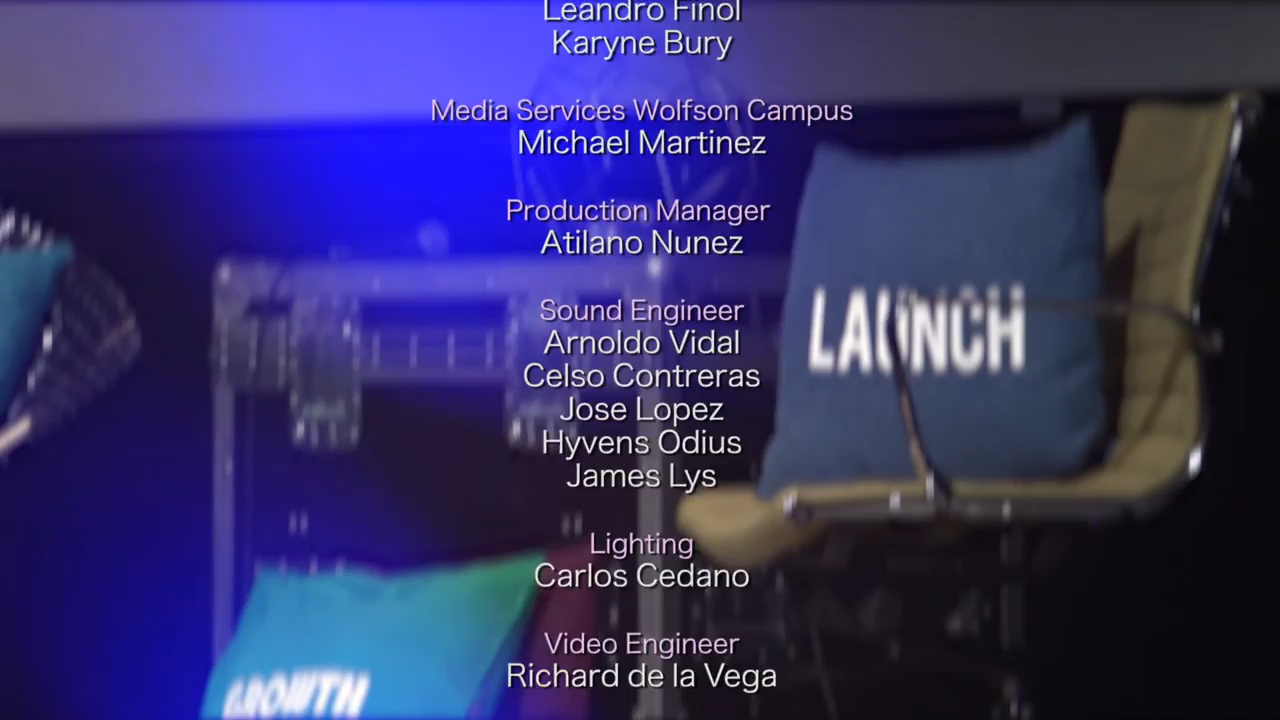 Leandro Finol
Karyne Bury
Media Services Wolfson Campus
Michael Martinez
Production Manager
Atilano Nunez
Sound Engineer
Arnoldo Vidal
Celso Contreras
Jose Lopez
Hyvens Odius
James Lys
LAUNCH
Lighting
Carlos Cedano
Video Engineer
Richard de la Vega
GROWTH